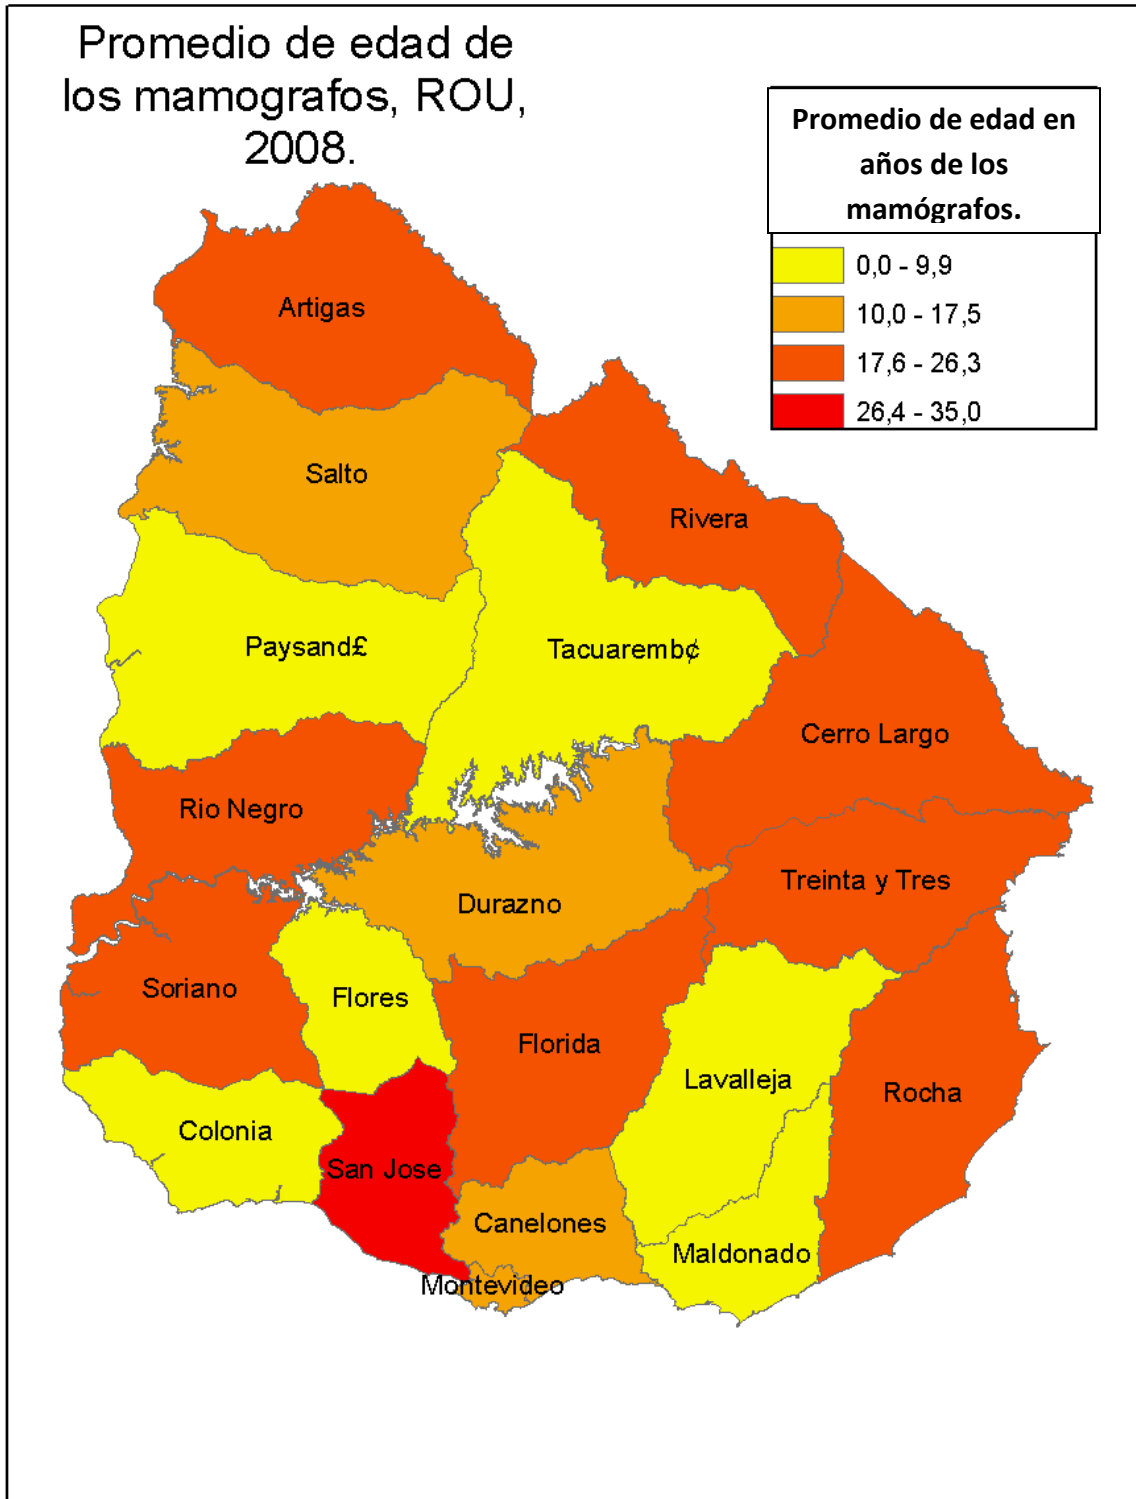 Promedio de edad de
los mamografos, ROU,
2008.
Promedio de edad en
años de los
mamógrafos.
0,0 - 9,9
10,0 - 17,5
17,6 - 26,3
26,4 - 35,0
Artigas
Salto
Rivera
Paysand£
Tacuaremb¢
Cerro Largo
Rio Negro
Treinta y Tres
Durazno
Soriano
Flores
Florida
Lavalleja
Rocha
Colonia
San Jose
Canelones
Maldonado
Montevideo